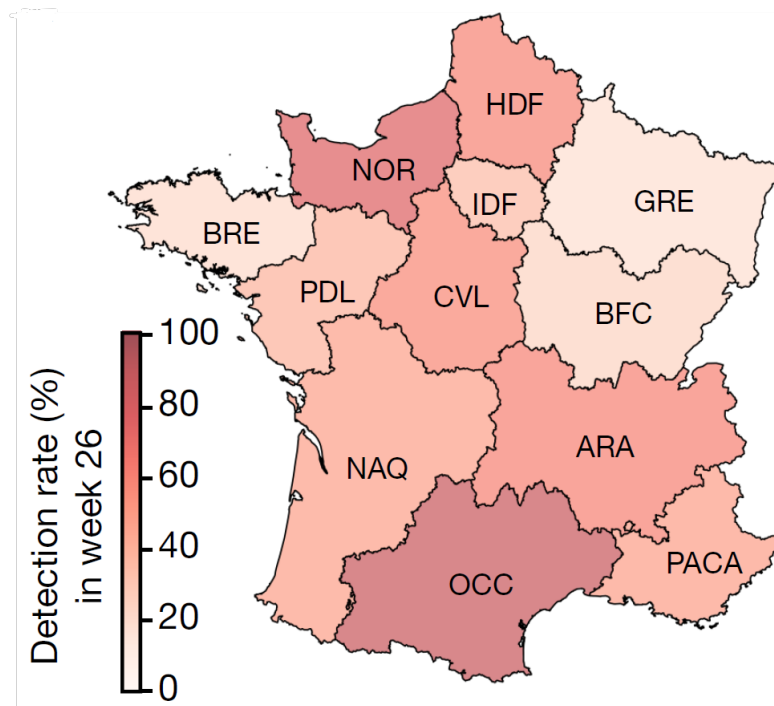 HDF
NOR
IDF
GRE
BRE
PDL
CVL
BFC
NAQ
ARA
OCC
PACA
Detection rate (%)
in week 26
100
80
60
40
20
0